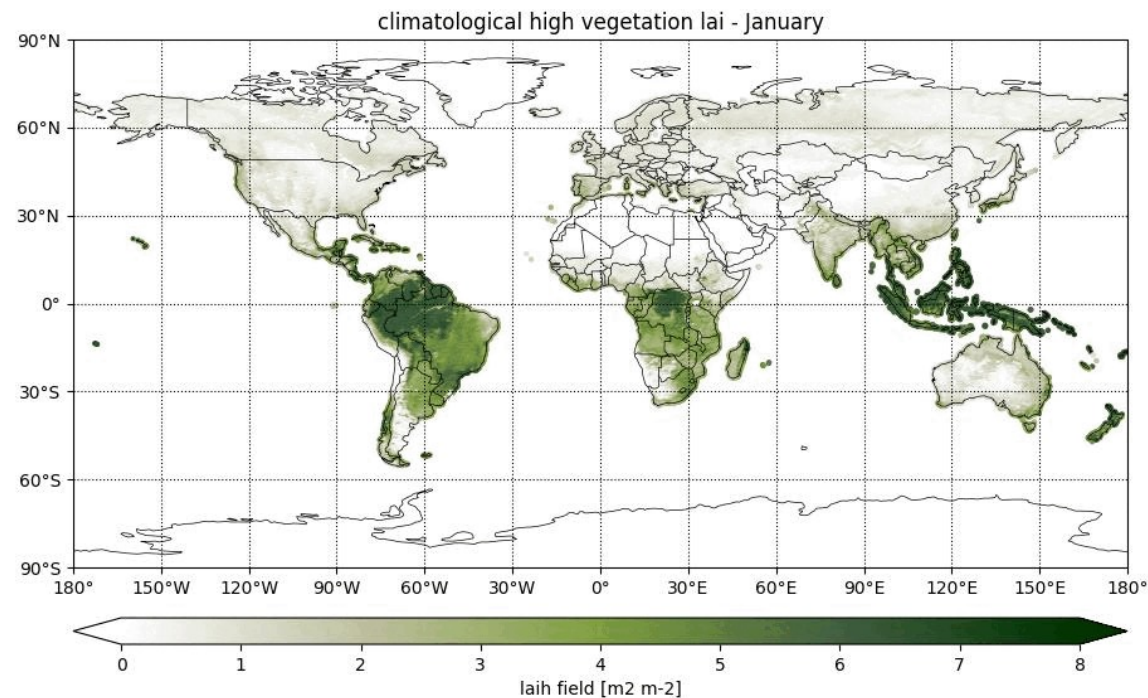 climatological high vegetation lai - January
90°N
60°N
30°N
0°
30°S
60°S
90°S
180° 150°W 120°W 90°W 60°W 30°W 0° 30°E 60°E 90°E 120°E 150°E 180°
0 1 2 3 4 5 6 7 8
laih field [m2 m-2]